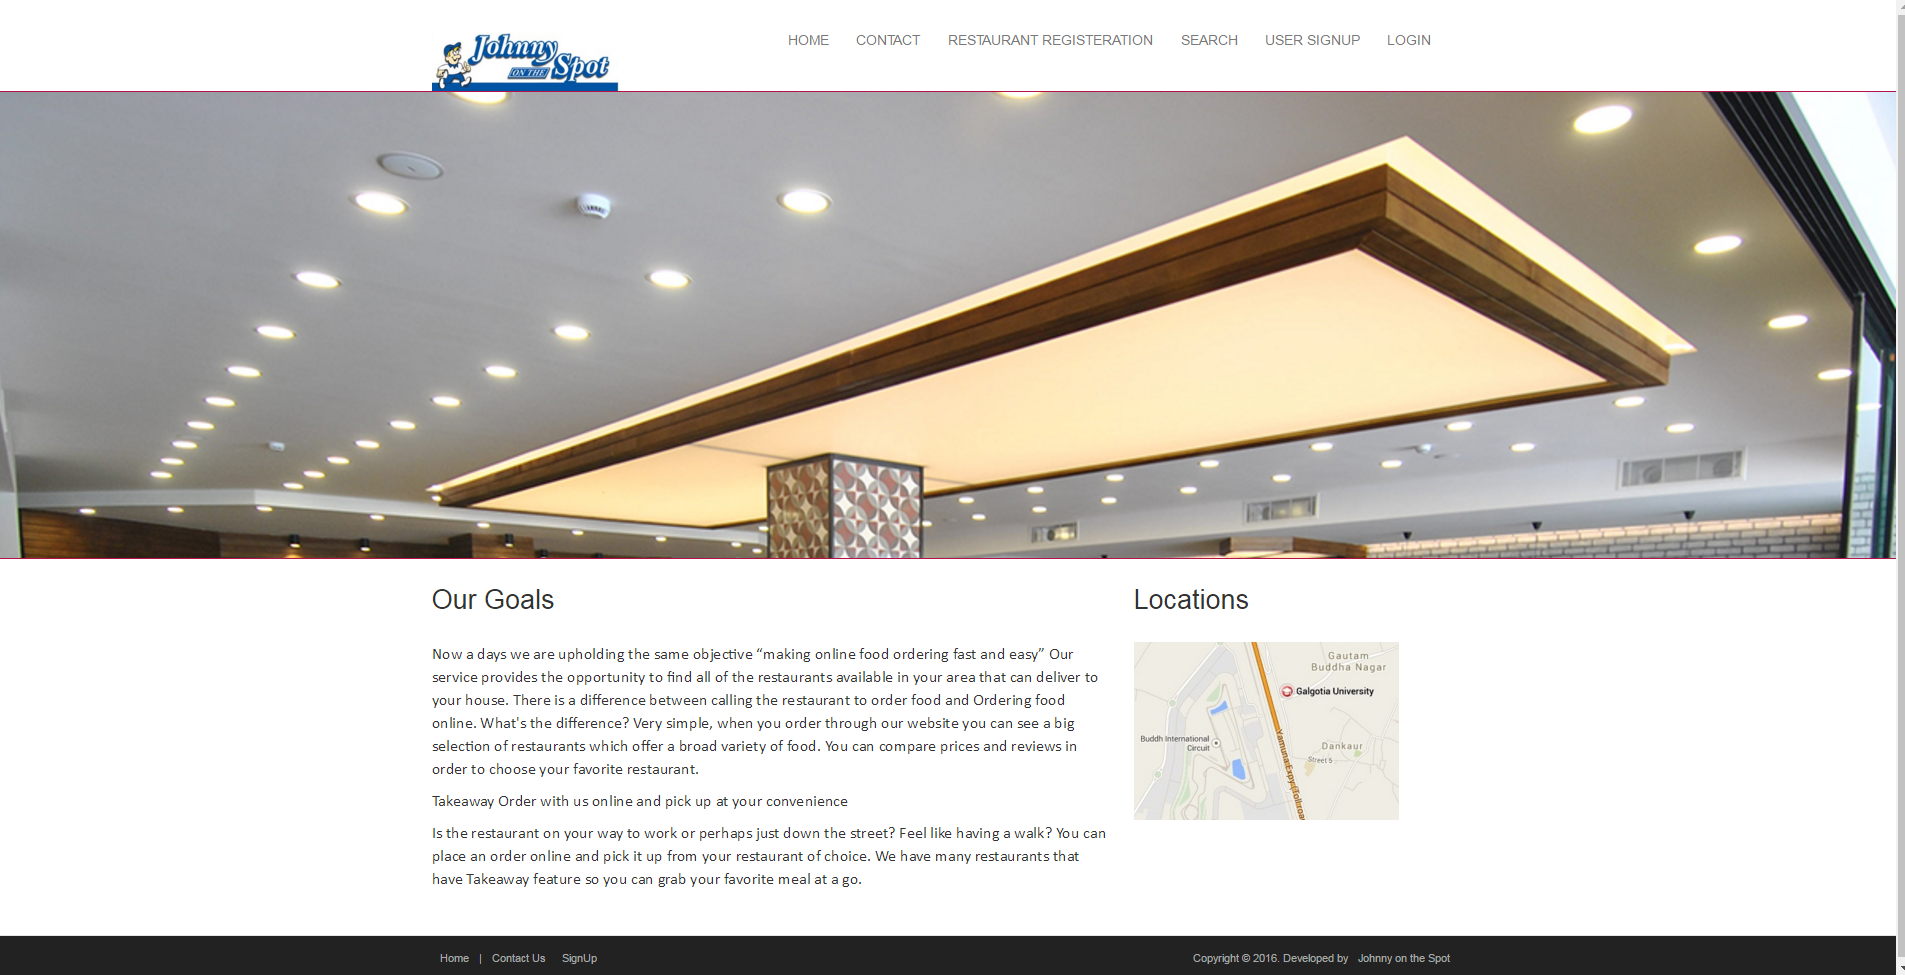 Johnny
ON THE Spot
HOME CONTACT RESTAURANT REGISTERATION SEARCH USER SIGNUP LOGIN
Our Goals
Now a days we are upholding the same objective “making online food ordering fast and easy” Our
service provides the opportunity to find all of the restaurants available in your area that can deliver to
your house. There is a difference between calling the restaurant to order food and Ordering food
online. What's the difference? Very simple, when you order through our website you can see a big
selection of restaurants which offer a broad variety of food. You can compare prices and reviews in
order to choose your favorite restaurant.
Takeaway Order with us online and pick up at your convenience
Is the restaurant on your way to work or perhaps just down the street? Feel like having a walk? You can
place an order online and pick it up from your restaurant of choice. We have many restaurants that
have Takeaway feature so you can grab your favorite meal at a go.
Locations
Gautam
Buddha Nagar
Galgotia University
Buddh International
Circuit
Dankaur
Street 5
Yamuna Expy (Toll roa
Home | Contact Us SignUp
Copyright © 2016. Developed by Johnny on the Spot